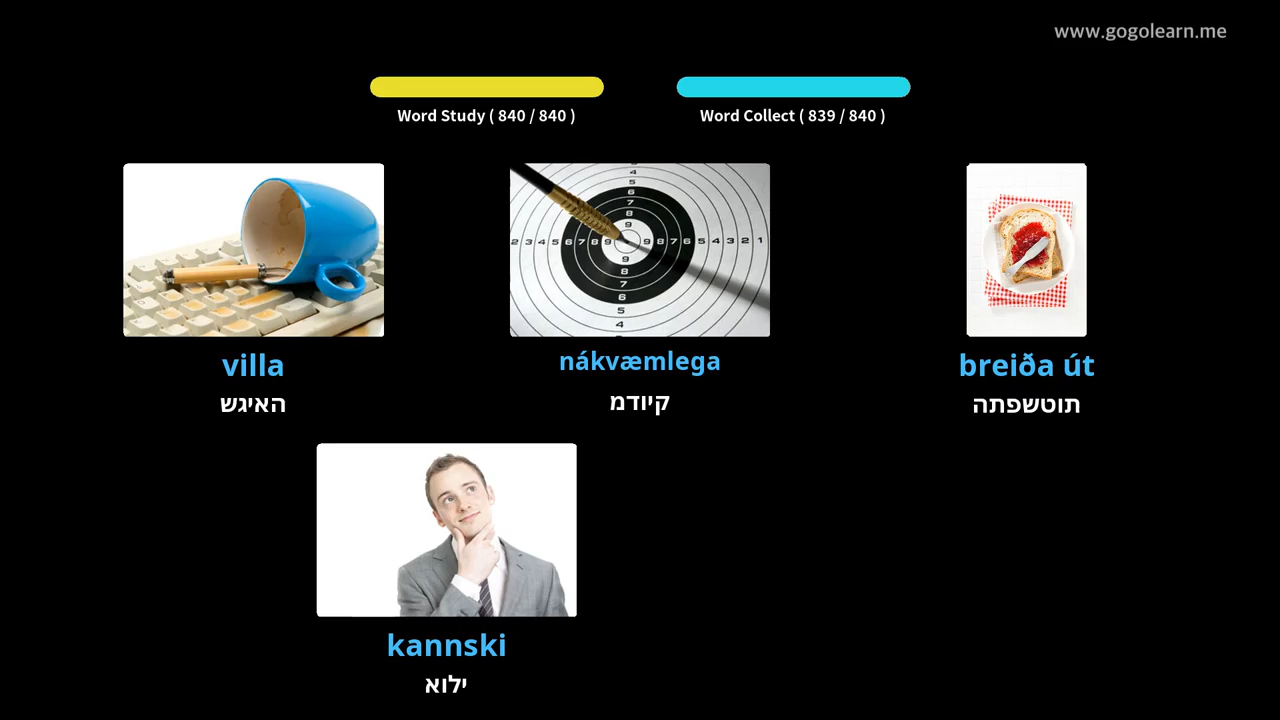 www.gogolearn.me
Word Study ( 840 / 840 )
Word Collect ( 839 / 840 )
villa
האיגש
nákvæmlega
קיודמ
breiða út
תוטשפתה
kannski
ילוא